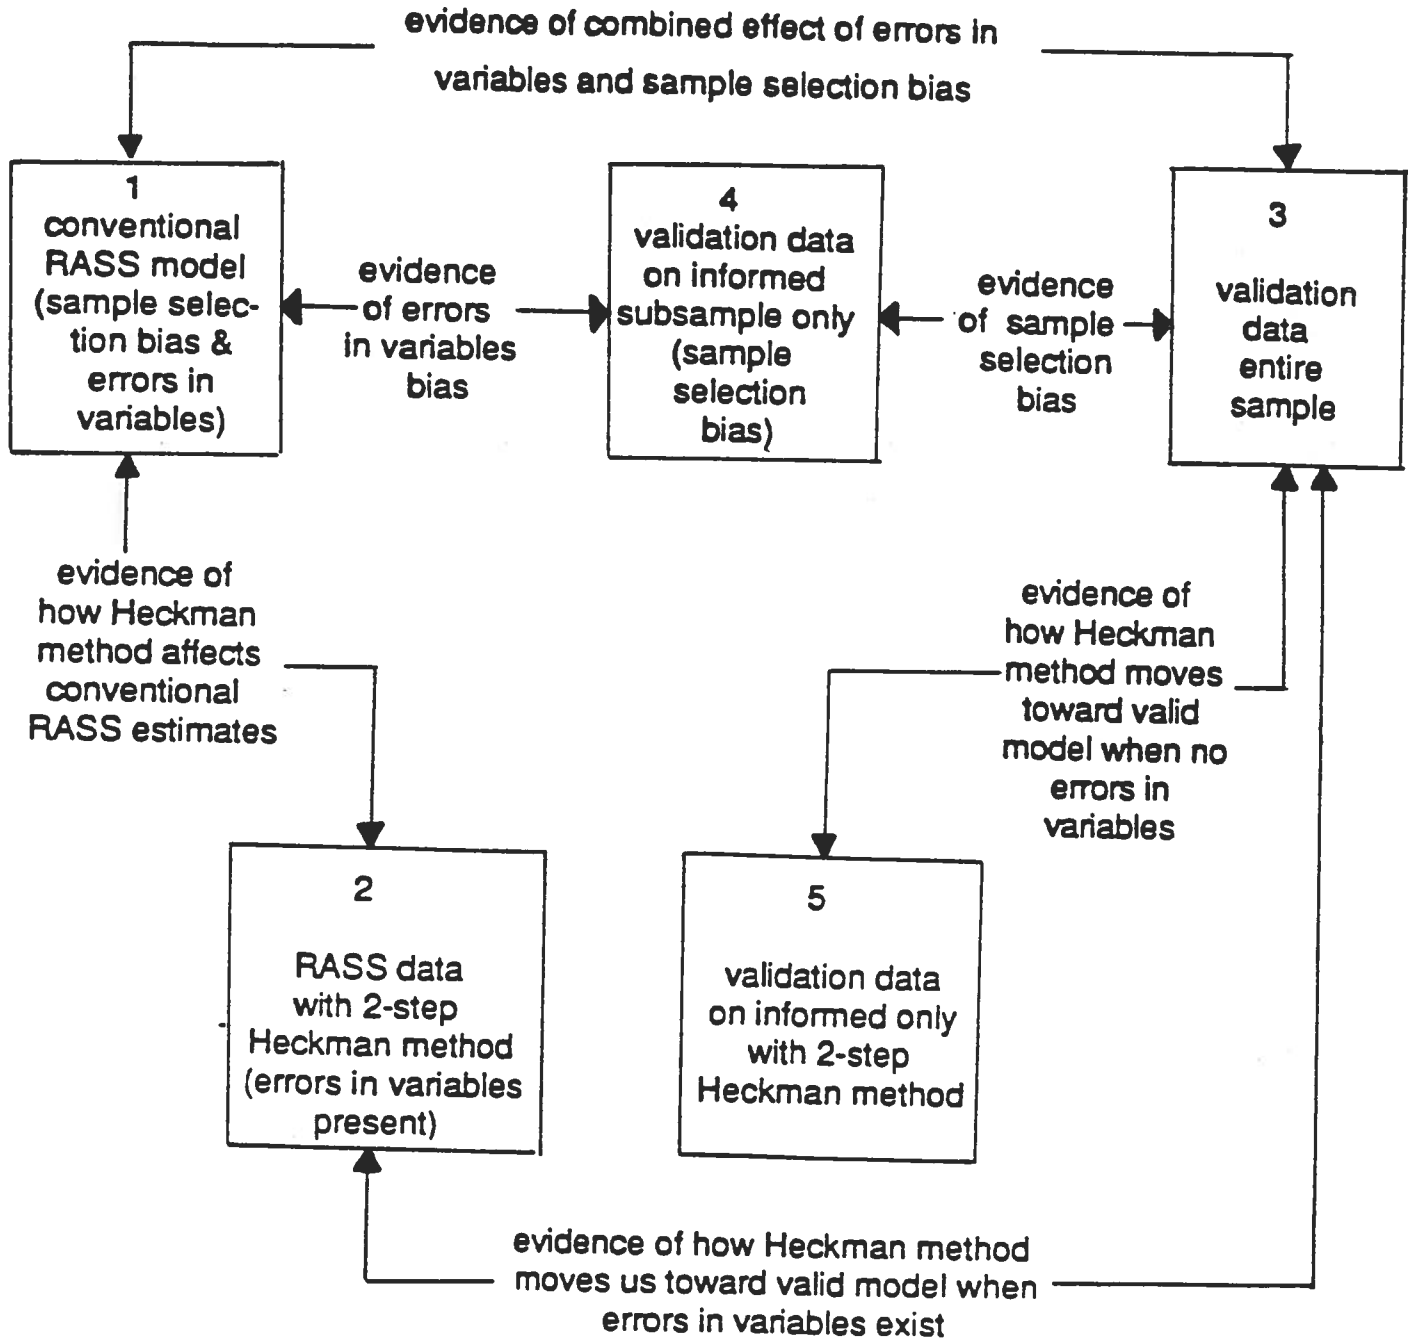 evidence of combined effect of errors in
variables and sample selection bias
1
conventional
RASS model
(sample selec-
tion bias &
errors in
variables)
evidence
of errors
in variables
bias
4
validation data
on informed
subsample only
(sample
selection
bias)
evidence
of sample
selection
bias
3
validation
data
entire
sample
evidence of
how Heckman
method affects
conventional
RASS estimates
evidence of
how Heckman
method moves
toward valid
model when no
errors in
variables
2
RASS data
with 2-step
Heckman method
(errors in variables
present)
5
validation data
on informed only
with 2-step
Heckman method
evidence of how Heckman method
moves us toward valid model when
errors in variables exist